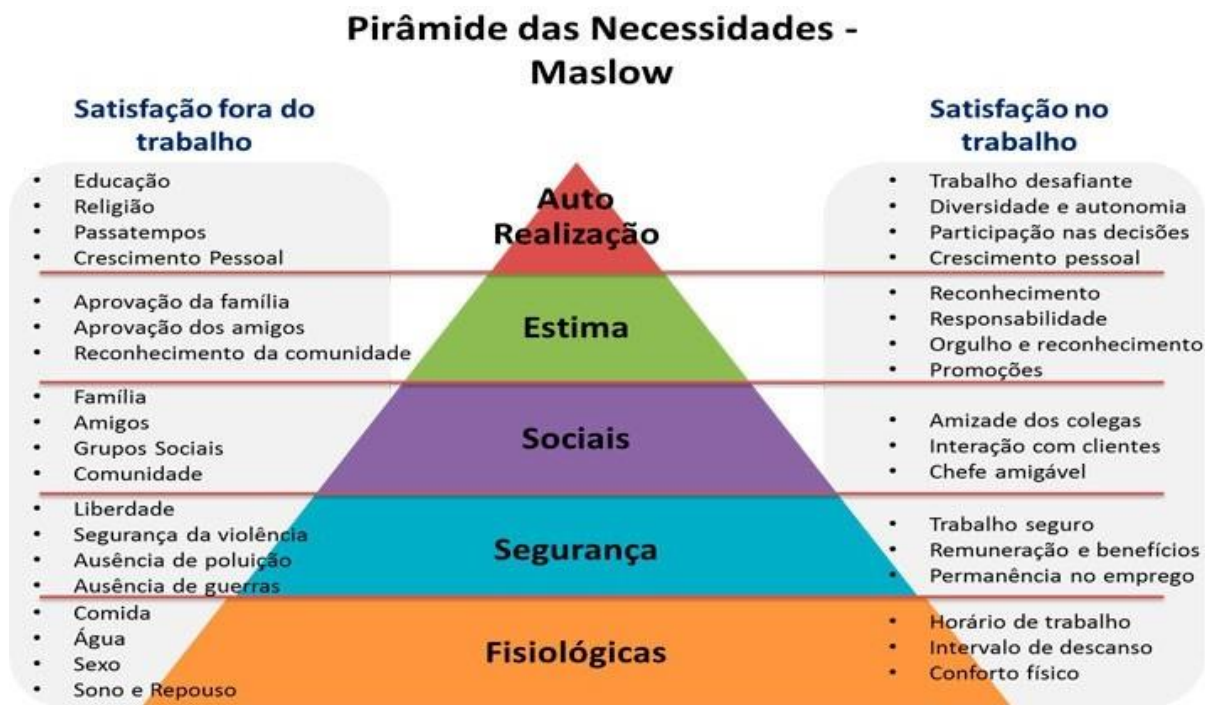 Pirâmide das Necessidades -
Maslow
Satisfação fora do
trabalho
• Educação
• Religião
• Passatempos
• Crescimento Pessoal
• Aprovação da família
• Aprovação dos amigos
• Reconhecimento da comunidade
• Família
• Amigos
• Grupos Sociais
• Comunidade
• Liberdade
• Segurança da violência
• Ausência de poluição
• Ausência de guerras
• Comida
• Água
• Sexo
• Sono e Repouso
Auto
Realização
Estima
Sociais
Segurança
Fisiológicas
Satisfação no
trabalho
• Trabalho desafiante
• Diversidade e autonomia
• Participação nas decisões
• Crescimento pessoal
• Reconhecimento
• Responsabilidade
• Orgulho e reconhecimento
• Promoções
• Amizade dos colegas
• Interação com clientes
• Chefe amigável
• Trabalho seguro
• Remuneração e benefícios
• Permanência no emprego
• Horário de trabalho
• Intervalo de descanso
• Conforto físico